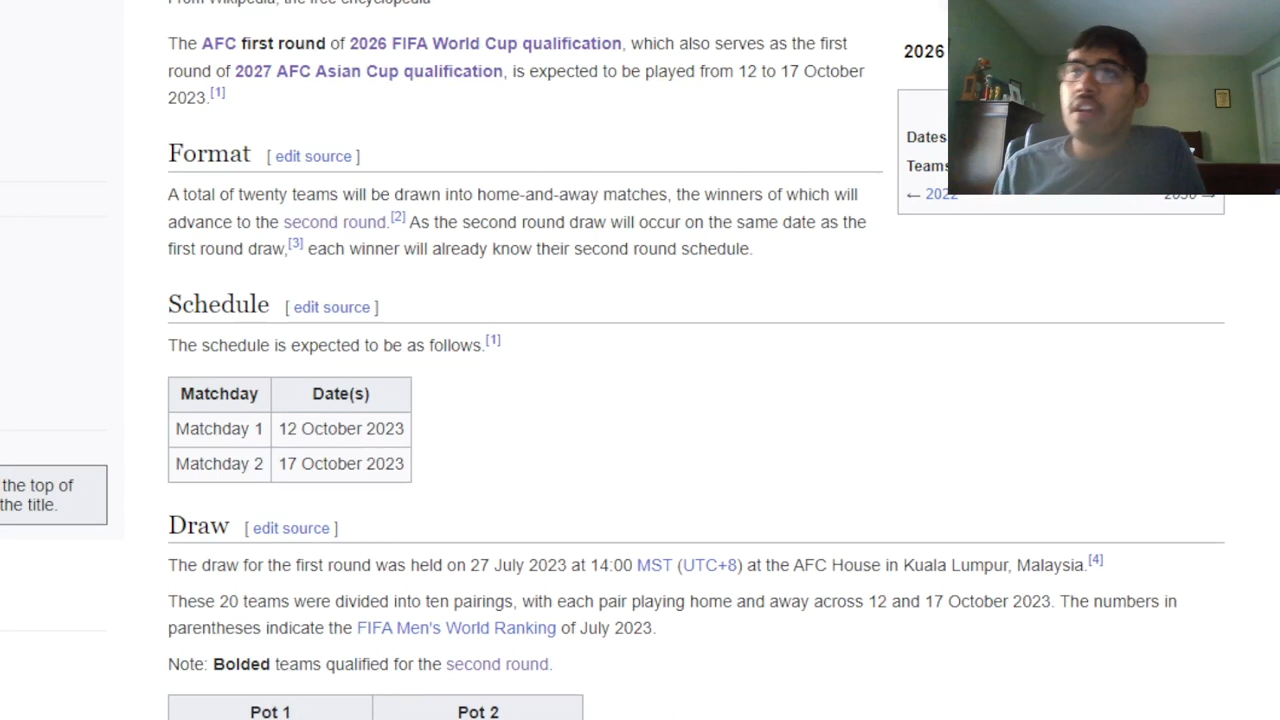 From Wikipedia, the free encyclopedia
The AFC first round of 2026 FIFA World Cup qualification, which also serves as the first
round of 2027 AFC Asian Cup qualification, is expected to be played from 12 to 17 October
2023.[1]
2026
Dates
Teams
← 2022 2030 →
Format [ edit source ]
A total of twenty teams will be drawn into home-and-away matches, the winners of which will
advance to the second round.[2] As the second round draw will occur on the same date as the
first round draw,[3] each winner will already know their second round schedule.
Schedule [ edit source ]
The schedule is expected to be as follows.[1]
Matchday Date(s)
Matchday 1 12 October 2023
Matchday 2 17 October 2023
the top of
the title.
Draw [ edit source ]
The draw for the first round was held on 27 July 2023 at 14:00 MST (UTC+8) at the AFC House in Kuala Lumpur, Malaysia.[4]
These 20 teams were divided into ten pairings, with each pair playing home and away across 12 and 17 October 2023. The numbers in
parentheses indicate the FIFA Men's World Ranking of July 2023.
Note: Bolded teams qualified for the second round.
Pot 1 Pot 2